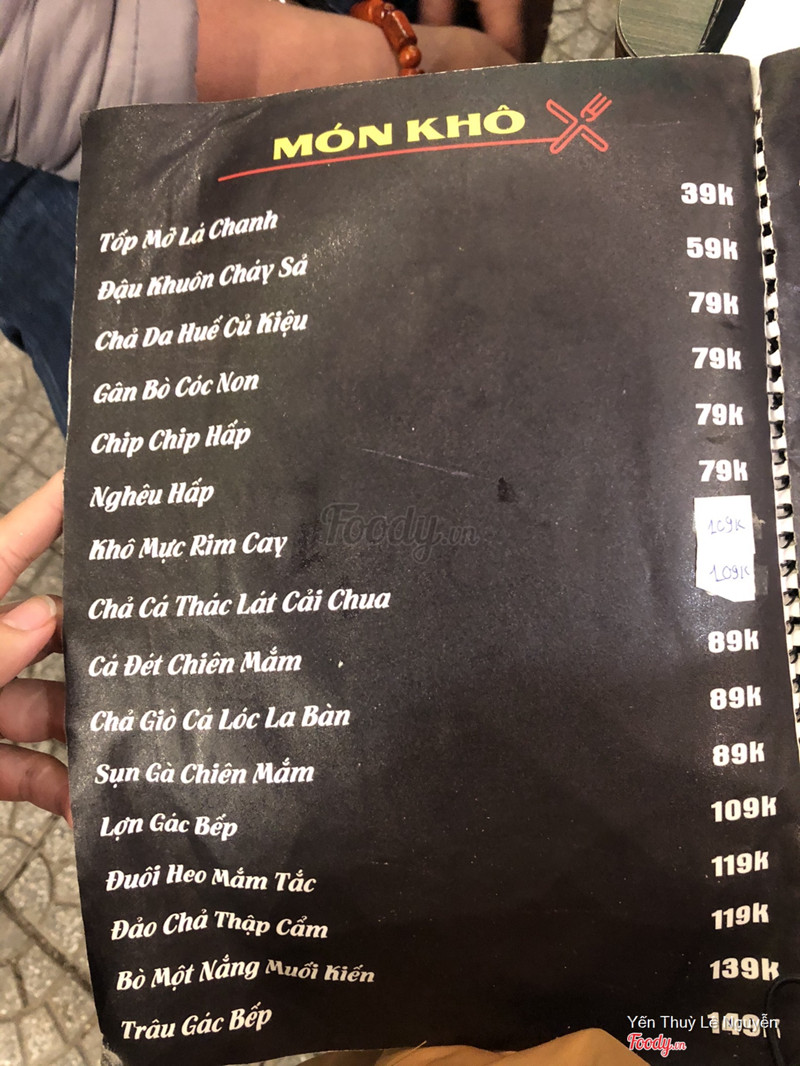 MÓN KHÔ
Tốp Mỡ Lá Chanh 39k
Đậu Khuôn Cháy Sả 59k
Chả Da Huế Củ Kiệu 79k
Gân Bò Cóc Non 79k
Chip Chip Hấp 79k
Nghêu Hấp 79k
Khô Mực Rim Cay 109K
Chả Cá Thác Lát Cải Chua 109K
Cá Đét Chiên Mắm 89k
Chả Giò Cá Lóc La Bàn 89k
Sụn Gà Chiên Mắm 89k
Lợn Gác Bếp 109k
Đuôi Heo Mắm Tắc 119k
Đảo Chả Thập Cẩm 119k
Bò Một Nắng Muối Kiến 139k
Trâu Gác Bếp 149k
Foody.vn
Yến Thuỳ Lê Nguyễn
Foody.vn